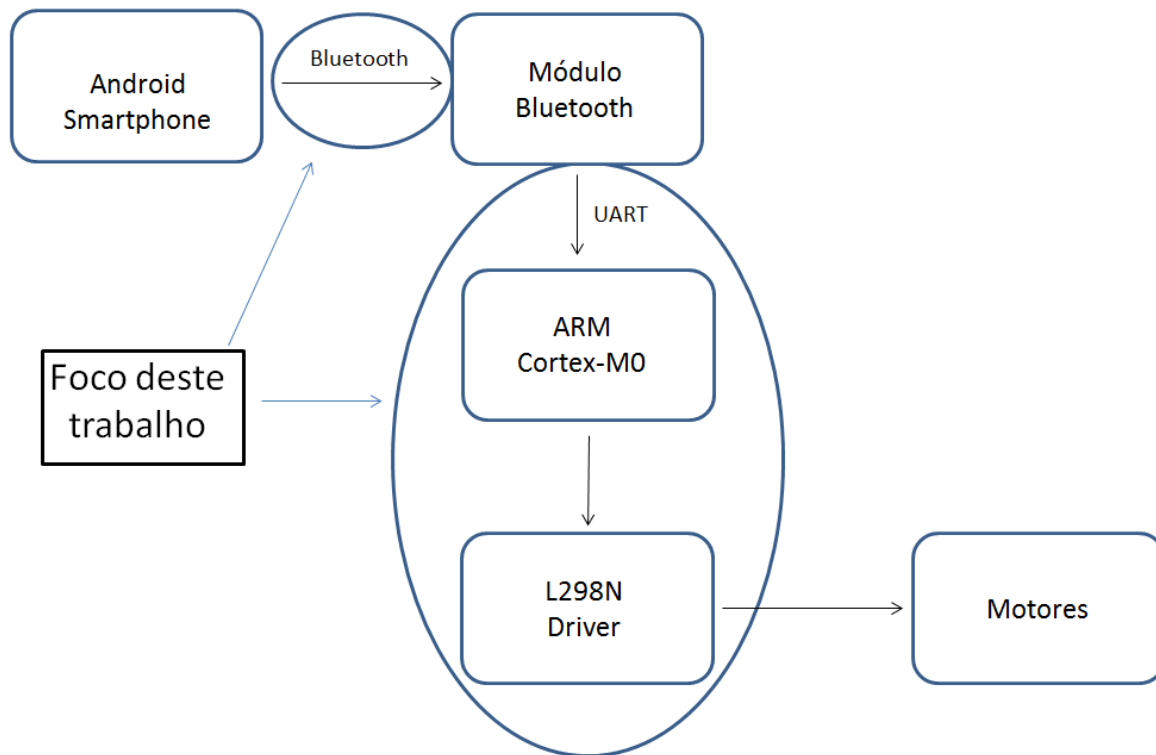 Android
Smartphone
Bluetooth
Módulo
Bluetooth
UART
ARM
Cortex-M0
Foco deste
trabalho
L298N
Driver
Motores